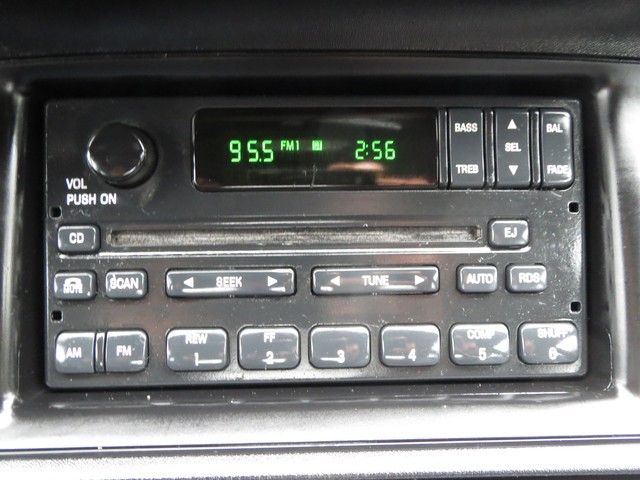 95.5 FM1 2:56
BASS SEL BAL
TREB FADE
VOL
PUSH ON
CD EJ
MUTE SCAN SEEK TUNE AUTO RDS
AM FM REW 1 FF 2 3 4 COMP 5 SHUFF 6